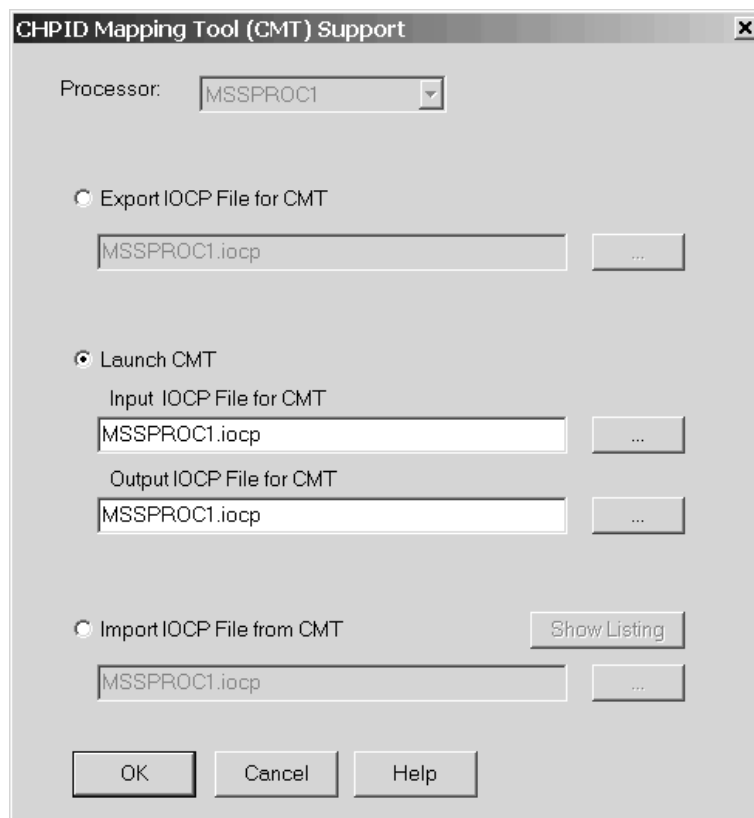 CHPID Mapping Tool (CMT) Support
Processor: MSSPROC1
Export IOCP File for CMT
MSSPROC1.iocp ...
Launch CMT
Input IOCP File for CMT
MSSPROC1.iocp ...
Output IOCP File for CMT
MSSPROC1.iocp ...
Import IOCP File from CMT Show Listing
MSSPROC1.iocp ...
OK Cancel Help